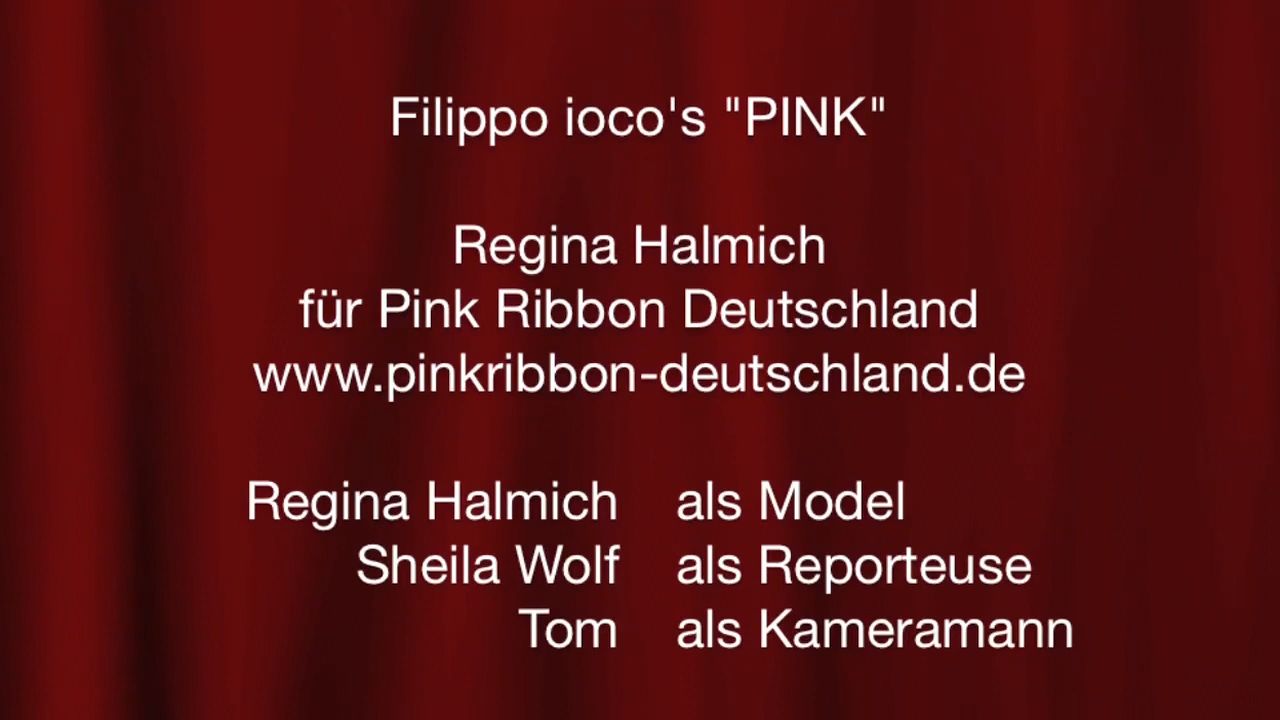 Filippo ioco's "PINK"
Regina Halmich
für Pink Ribbon Deutschland
www.pinkribbon-deutschland.de
Regina Halmich als Model
Sheila Wolf als Reporteuse
Tom als Kameramann